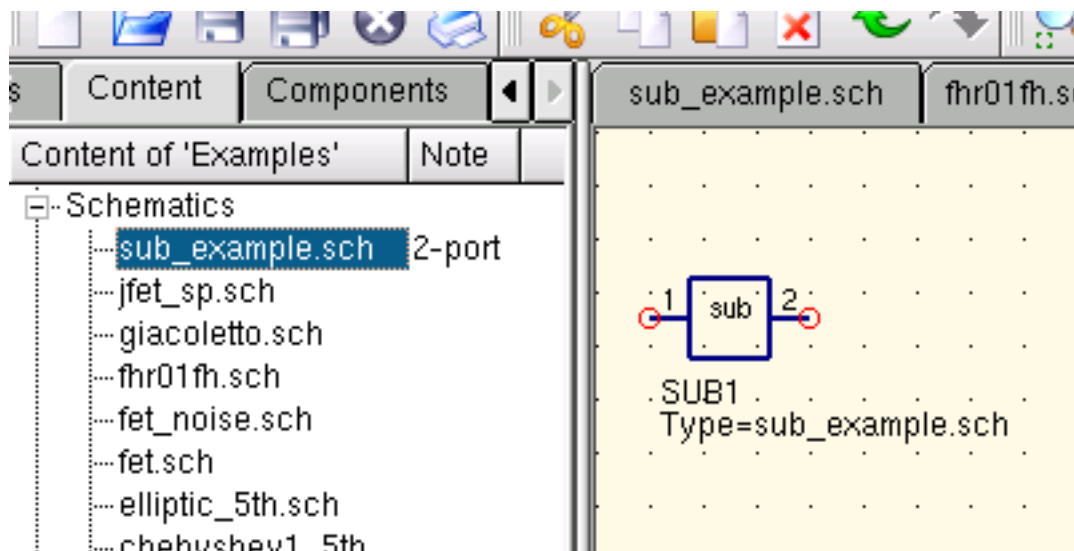 Content
Components
sub_example.sch
Content of 'Examples'
Note
Schematics
sub_example.sch
2-port
jfet_sp.sch
giacoletto.sch
fhr01fh.sch
fet_noise.sch
fet.sch
elliptic_5th.sch
1
sub
2
SUB1
Type=sub_example.sch